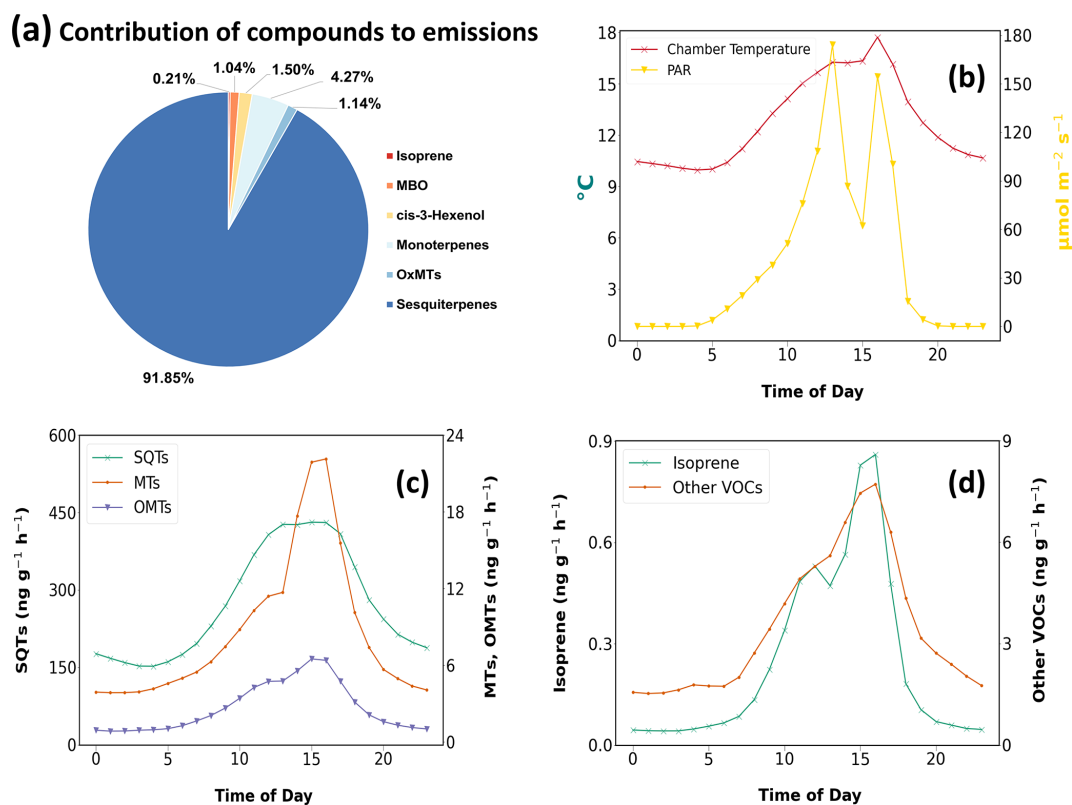 (a) Contribution of compounds to emissions
0.21%
1.04%
1.50%
4.27%
1.14%
91.85%
Isoprene
MBO
cis-3-Hexenol
Monoterpenes
OxMTs
Sesquiterpenes
(b)
Chamber Temperature
PAR
°C
18
15
12
9
6
3
0
μmol m⁻² s⁻¹
180
150
120
90
60
30
0
0 5 10 15 20
Time of Day
(c)
SQTs
MTs
OMTs
SQTs (ng g⁻¹ h⁻¹)
600
450
300
150
0
MTs, OMTs (ng g⁻¹ h⁻¹)
24
18
12
6
0
0 5 10 15 20
Time of Day
(d)
Isoprene
Other VOCs
Isoprene (ng g⁻¹ h⁻¹)
0.9
0.6
0.3
0.0
Other VOCs (ng g⁻¹ h⁻¹)
9
6
3
0
0 5 10 15 20
Time of Day